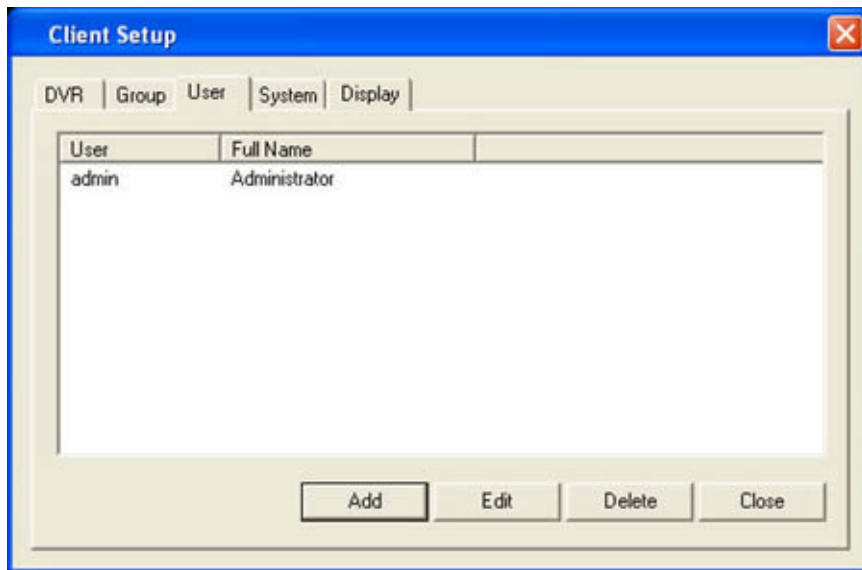 Client Setup
DVR Group User System Display
User Full Name
admin Administrator
Add Edit Delete Close